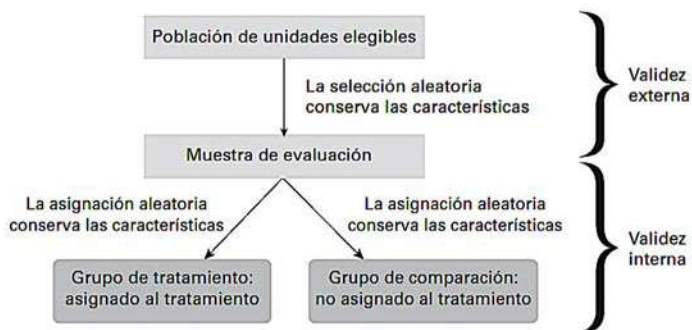 Población de unidades elegibles
La selección aleatoria
conserva las características
Validez
externa
Muestra de evaluación
La asignación aleatoria
conserva las características
La asignación aleatoria
conserva las características
Validez
interna
Grupo de tratamiento:
asignado al tratamiento
Grupo de comparación:
no asignado al tratamiento